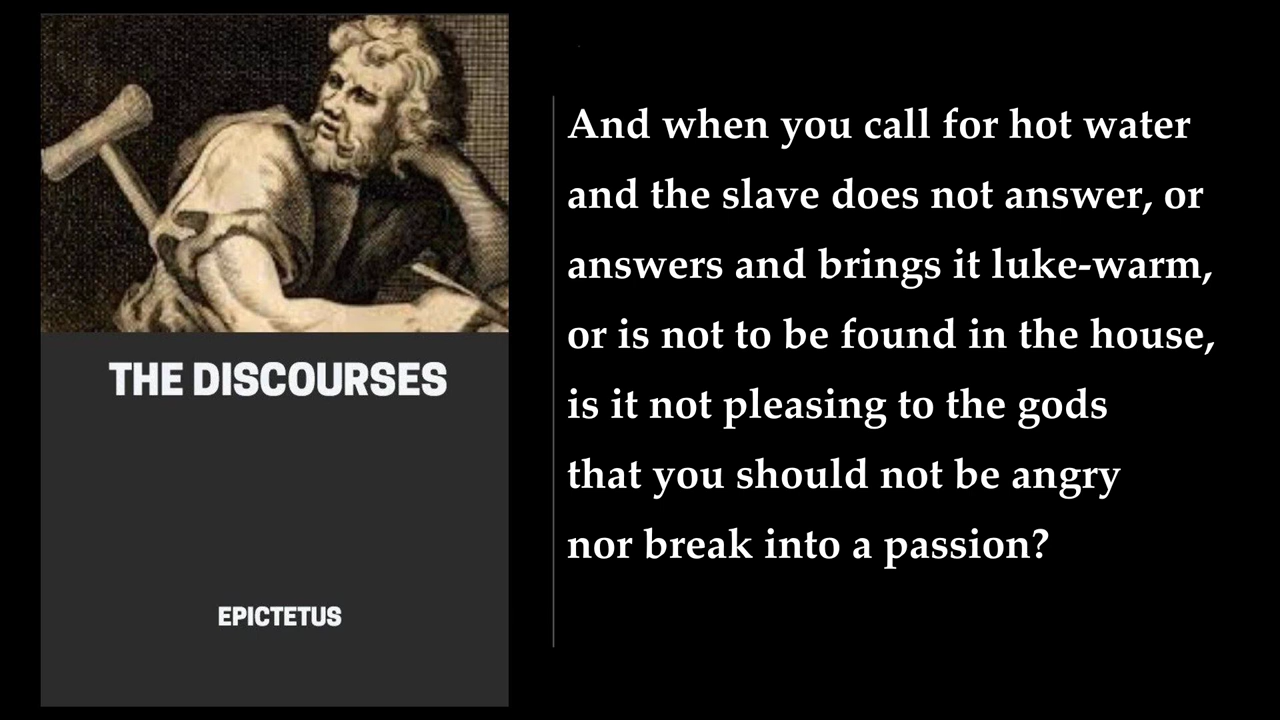 THE DISCOURSES
EPICTETUS
And when you call for hot water
and the slave does not answer, or
answers and brings it luke-warm,
or is not to be found in the house,
is it not pleasing to the gods
that you should not be angry
nor break into a passion?